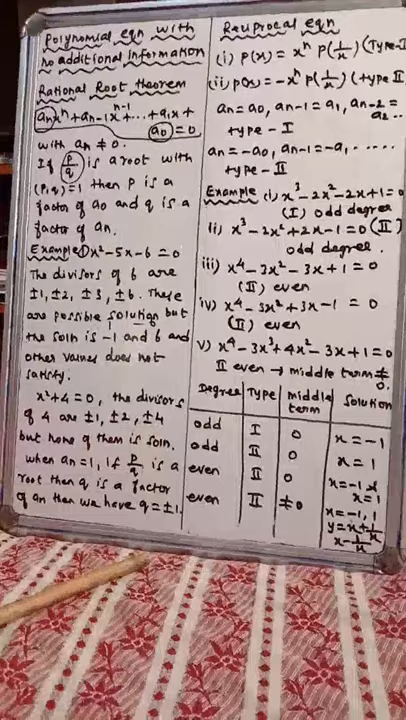 Polynomial eqn with
no additional information
Rational Root theorem
anxⁿ + an-1xⁿ⁻¹ + ... + a1x +
a0 = 0
with an ≠ 0.
If p/q is a root with
(p,q)=1 then p is a
factor of a0 and q is a
factor of an.
Example: ① x²-5x-6=0
The divisors of 6 are
±1, ±2, ±3, ±6. These
are possible solution but
the soln is -1 and 6 and
other values does not
satisfy.
x²+4=0, the divisors
of 4 are ±1, ±2, ±4
but none of them is soln.
when an=1, if p/q is a
root then q is a factor
of an then we have q=±1.
Reciprocal eqn
(i) p(x) = xⁿ p(1/x) (Type-I
(ii) p(x) = -xⁿ p(1/x) (type II
an = a0, an-1 = a1, an-2 =
a2..
type - I
an = -a0, an-1 = -a1 .....
type - II
Example (i) x³-2x²-2x+1=0
(I) odd degree
ii) x³-2x²+2x-1=0 (II)
odd degree.
iii) x⁴-3x³-3x+1=0
(II) even
iv) x⁴-3x³+3x-1=0
(II) even
v) x⁴-3x³+4x²-3x+1=0
II even → middle term ≠
0.
Degree Type middle term Solution
odd I 0 x=-1
odd II 0 x=1
even II 0 x=-1,1
x=1
even II ≠0 x=-1,1
y=x+1/x
x-1/x